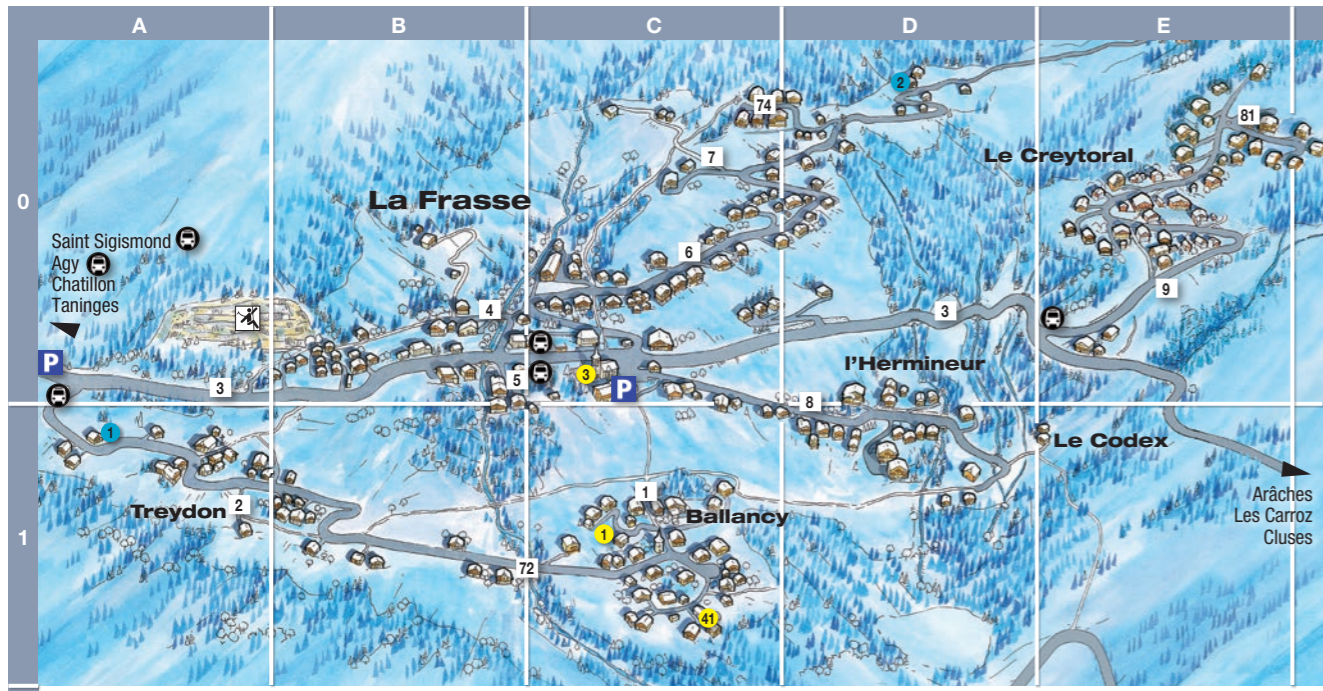 A
B
C
D
E
0
1
2
74
81
Le Creytoral
7
La Frasse
Saint Sigismond
Agy
Chatillon
Taninges
6
9
4
3
l'Hermineur
P
3
5
3
P
8
1
Le Codex
Arâches
Les Carroz
Cluses
2
Treydon
1
Ballancy
1
72
41